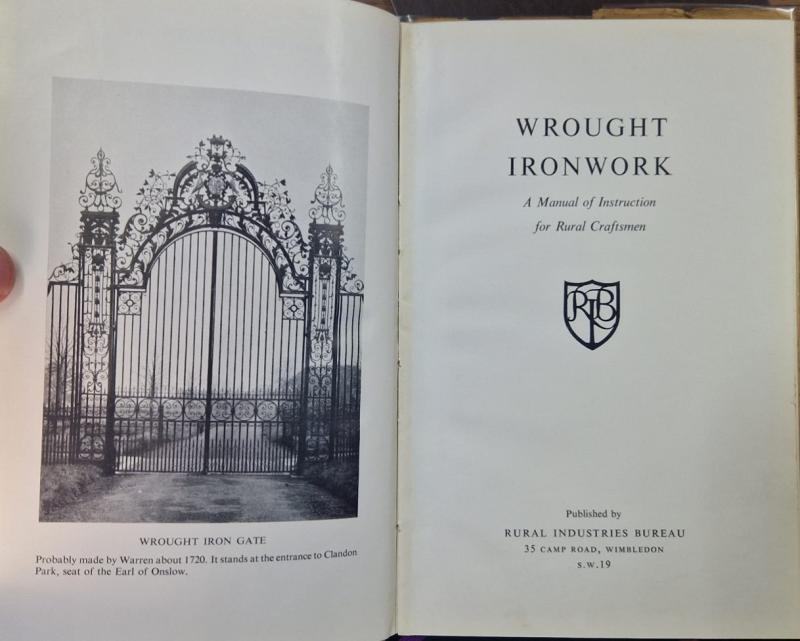 WROUGHT IRON GATE
Probably made by Warren about 1720. It stands at the entrance to Clandon
Park, seat of the Earl of Onslow.
WROUGHT
IRONWORK
A Manual of Instruction
for Rural Craftsmen
RIB
Published by
RURAL INDUSTRIES BUREAU
35 CAMP ROAD, WIMBLEDON
S.W.19